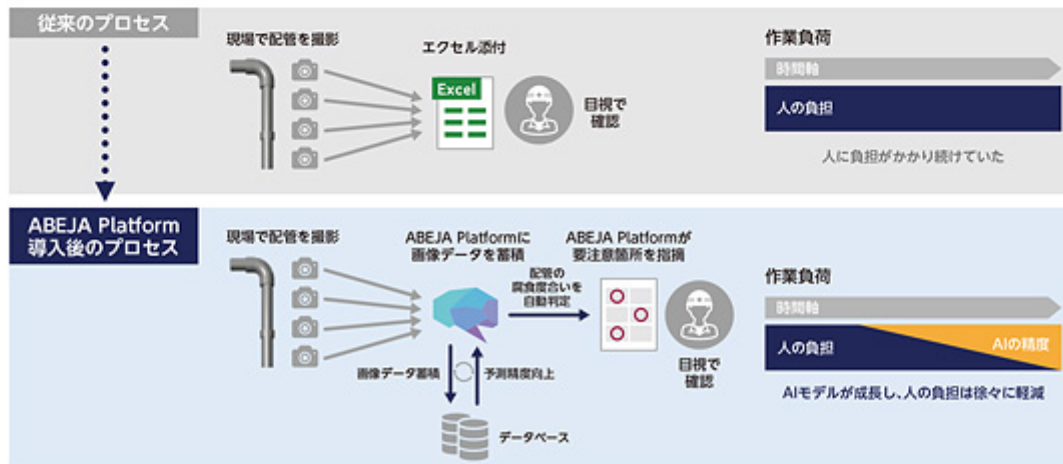 従来のプロセス
現場で配管を撮影
エクセル添付
Excel
目視で
確認
作業負荷
時間軸
人の負担
人に負担がかかり続けていた
ABEJA Platform
導入後のプロセス
現場で配管を撮影
ABEJA Platformに
画像データを蓄積
ABEJA Platformが
要注意箇所を指摘
配管の
腐食度合いを
自動判定
目視で
確認
画像データ蓄積
予測精度向上
データベース
作業負荷
時間軸
人の負担
AIの精度
AIモデルが成長し、人の負担は徐々に軽減